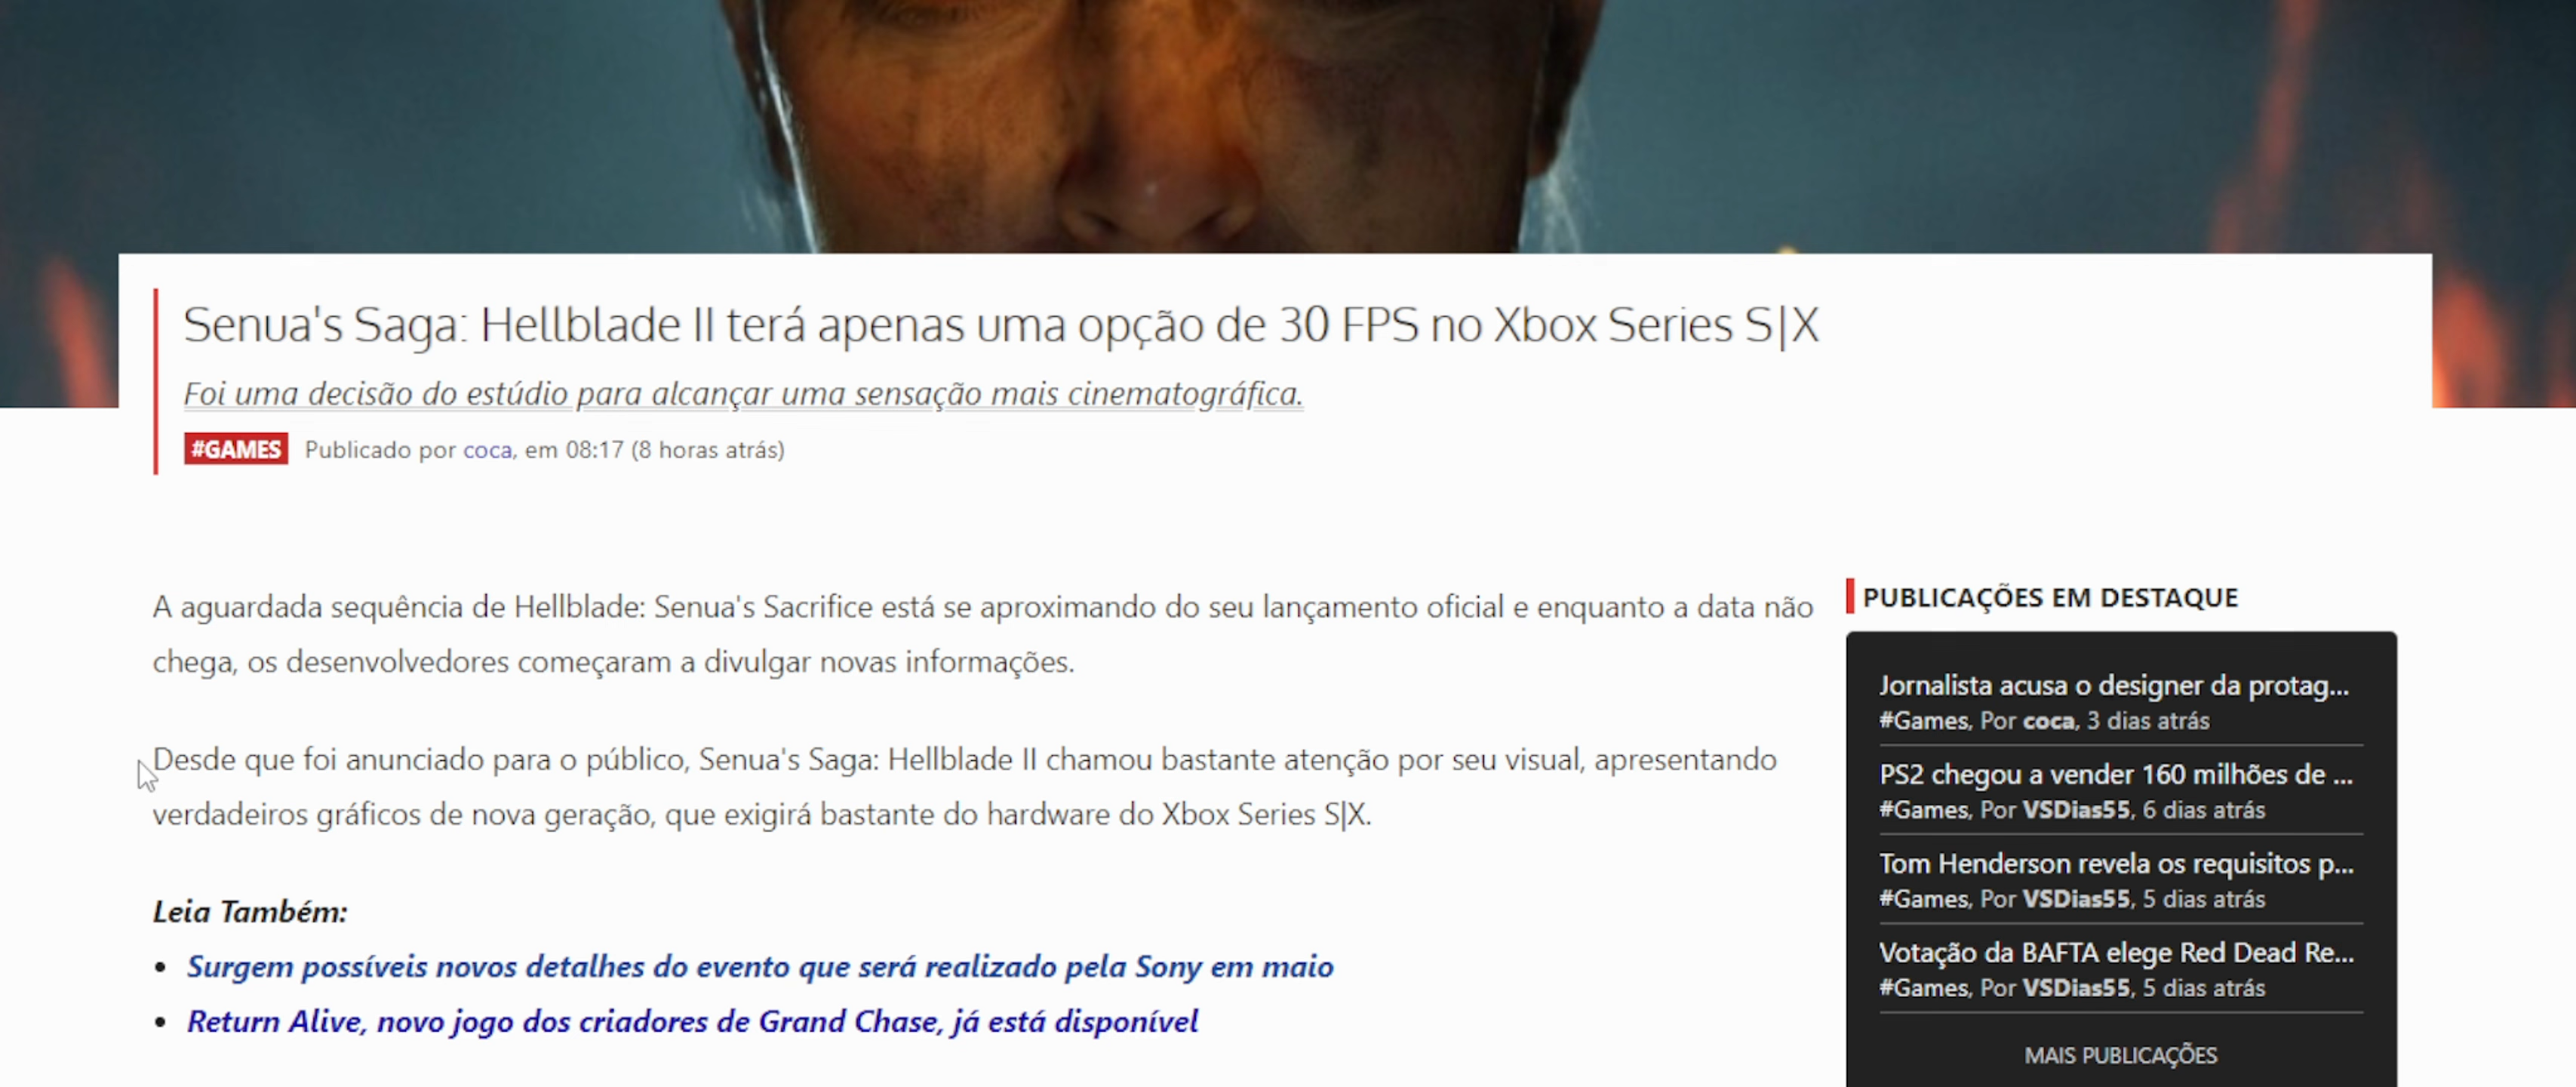 Senua's Saga: Hellblade II terá apenas uma opção de 30 FPS no Xbox Series S|X
Foi uma decisão do estúdio para alcançar uma sensação mais cinematográfica.
#GAMES Publicado por coca, em 08:17 (8 horas atrás)
A aguardada sequência de Hellblade: Senua's Sacrifice está se aproximando do seu lançamento oficial e enquanto a data não
chega, os desenvolvedores começaram a divulgar novas informações.
Desde que foi anunciado para o público, Senua's Saga: Hellblade II chamou bastante atenção por seu visual, apresentando
verdadeiros gráficos de nova geração, que exigirá bastante do hardware do Xbox Series S|X.
Leia Também:
• Surgem possíveis novos detalhes do evento que será realizado pela Sony em maio
• Return Alive, novo jogo dos criadores de Grand Chase, já está disponível
PUBLICAÇÕES EM DESTAQUE
Jornalista acusa o designer da protag...
#Games, Por coca, 3 dias atrás
PS2 chegou a vender 160 milhões de ...
#Games, Por VSDias55, 6 dias atrás
Tom Henderson revela os requisitos p...
#Games, Por VSDias55, 5 dias atrás
Votação da BAFTA elege Red Dead Re...
#Games, Por VSDias55, 5 dias atrás
MAIS PUBLICAÇÕES